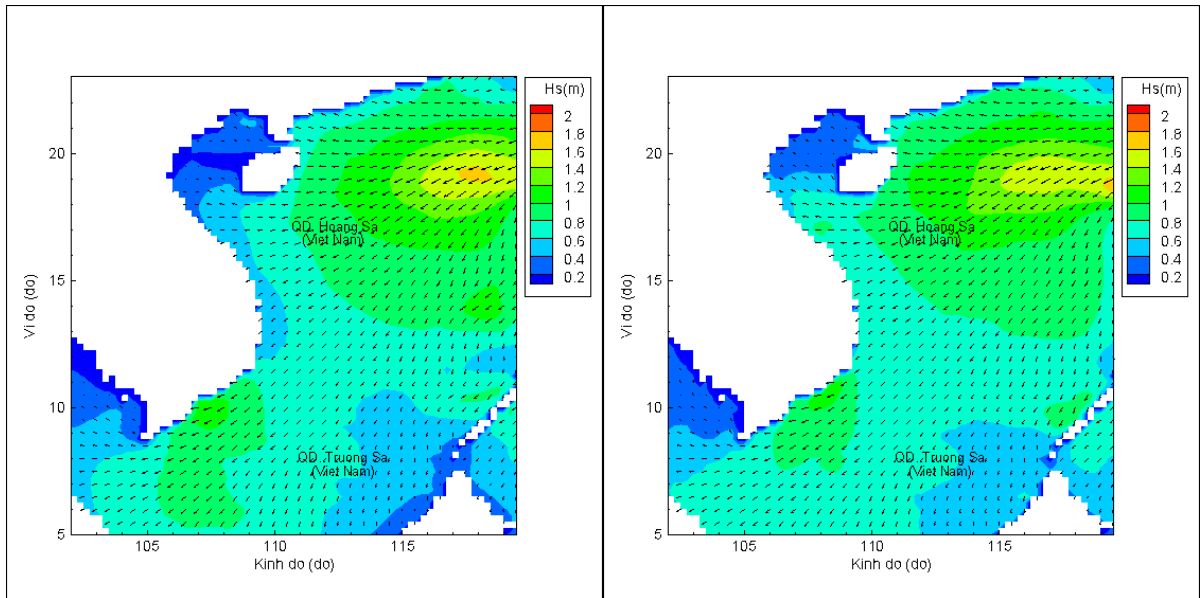 Hs(m)
2
1.8
1.6
1.4
1.2
1
0.8
0.6
0.4
0.2
20
15
10
5
Vi do (do)
QD. Hoang Sa
(Viet Nam)
QD. Truong Sa
(Viet Nam)
105
110
115
Kinh do (do)
Hs(m)
2
1.8
1.6
1.4
1.2
1
0.8
0.6
0.4
0.2
20
15
10
5
Vi do (do)
QD. Hoang Sa
(Viet Nam)
QD. Truong Sa
(Viet Nam)
105
110
115
Kinh do (do)